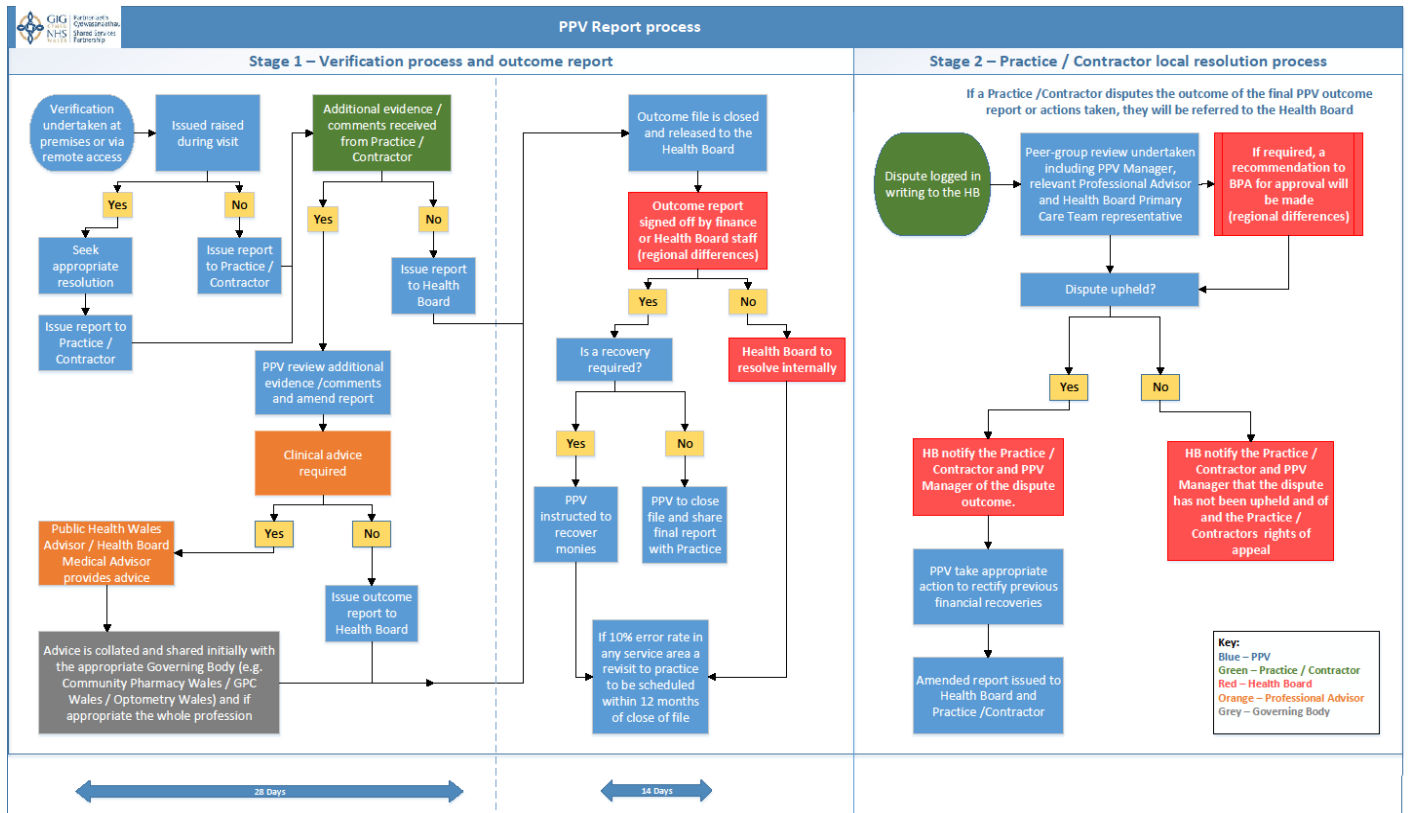 GIG
CYMRU
NHS
WALES
Partneriaeth
Cydwasanaethau
Shared Services
Partnership
PPV Report process
Stage 1 – Verification process and outcome report
Stage 2 – Practice / Contractor local resolution process
Verification
undertaken at
premises or via
remote access
Issued raised
during visit
Yes
No
Seek
appropriate
resolution
Issue report
to Practice /
Contractor
Issue report to
Practice /
Contractor
Additional evidence /
comments received
from Practice /
Contractor
Yes
No
Issue report
to Health
Board
PPV review additional
evidence /comments
and amend report
Clinical advice
required
Yes
No
Public Health Wales
Advisor / Health Board
Medical Advisor
provides advice
Issue outcome
report to
Health Board
Advice is collated and shared initially with
the appropriate Governing Body (e.g.
Community Pharmacy Wales / GPC
Wales / Optometry Wales) and if
appropriate the whole profession
Outcome file is closed
and released to the
Health Board
Outcome report
signed off by finance
or Health Board staff
(regional differences)
Yes
No
Is a recovery
required?
Health Board to
resolve internally
Yes
No
PPV
instructed to
recover
monies
PPV to close
file and share
final report
with Practice
If 10% error rate in
any service area a
revisit to practice
to be scheduled
within 12 months
of close of file
If a Practice /Contractor disputes the outcome of the final PPV outcome
report or actions taken, they will be referred to the Health Board
Dispute logged in
writing to the HB
Peer-group review undertaken
including PPV Manager,
relevant Professional Advisor
and Health Board Primary
Care Team representative
If required, a
recommendation to
BPA for approval will
be made
(regional differences)
Dispute upheld?
Yes
No
HB notify the Practice /
Contractor and PPV
Manager of the dispute
outcome.
HB notify the Practice /
Contractor and PPV
Manager that the dispute
has not been upheld and of
and the Practice /
Contractors rights of
appeal
PPV take appropriate
action to rectify previous
financial recoveries
Amended report issued to
Health Board and
Practice /Contractor
Key:
Blue – PPV
Green – Practice / Contractor
Red – Health Board
Orange – Professional Advisor
Grey – Governing Body
28 Days
14 Days